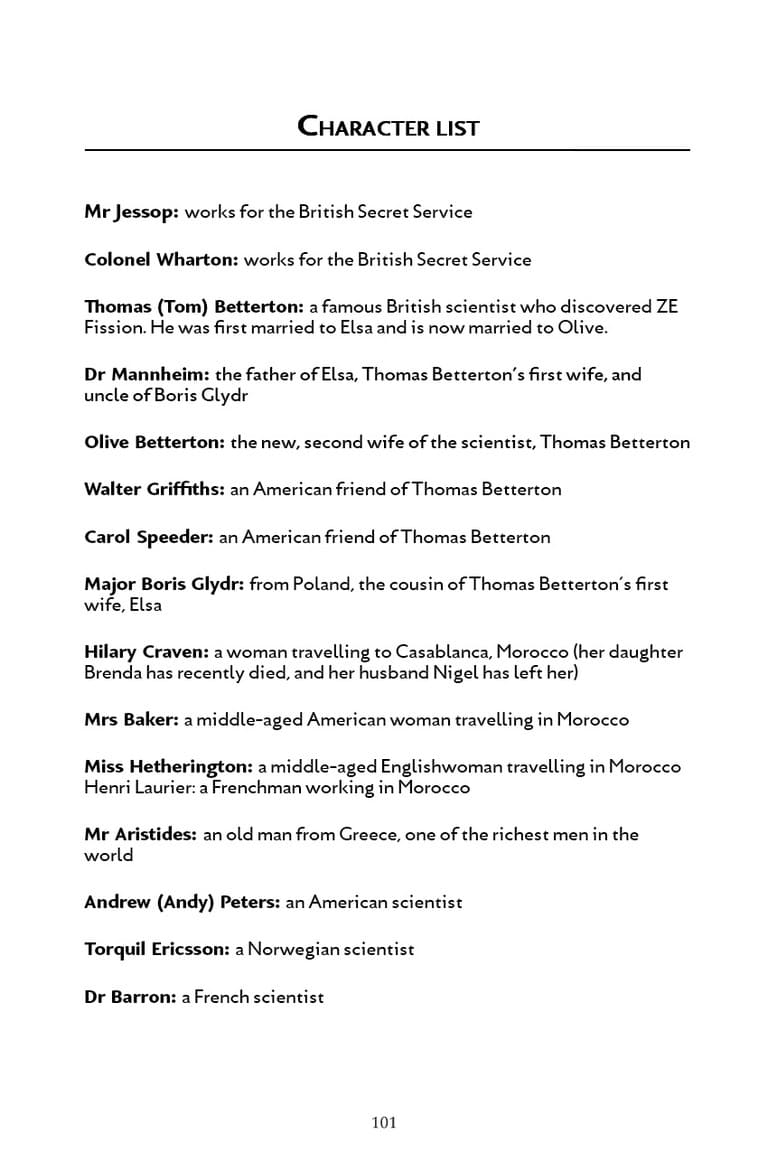 CHARACTER LIST
Mr Jessop: works for the British Secret Service
Colonel Wharton: works for the British Secret Service
Thomas (Tom) Betterton: a famous British scientist who discovered ZE
Fission. He was first married to Elsa and is now married to Olive.
Dr Mannheim: the father of Elsa, Thomas Betterton's first wife, and
uncle of Boris Glydr
Olive Betterton: the new, second wife of the scientist, Thomas Betterton
Walter Griffiths: an American friend of Thomas Betterton
Carol Speeder: an American friend of Thomas Betterton
Major Boris Glydr: from Poland, the cousin of Thomas Betterton's first
wife, Elsa
Hilary Craven: a woman travelling to Casablanca, Morocco (her daughter
Brenda has recently died, and her husband Nigel has left her)
Mrs Baker: a middle-aged American woman travelling in Morocco
Miss Hetherington: a middle-aged Englishwoman travelling in Morocco
Henri Laurier: a Frenchman working in Morocco
Mr Aristides: an old man from Greece, one of the richest men in the
world
Andrew (Andy) Peters: an American scientist
Torquil Ericsson: a Norwegian scientist
Dr Barron: a French scientist
101